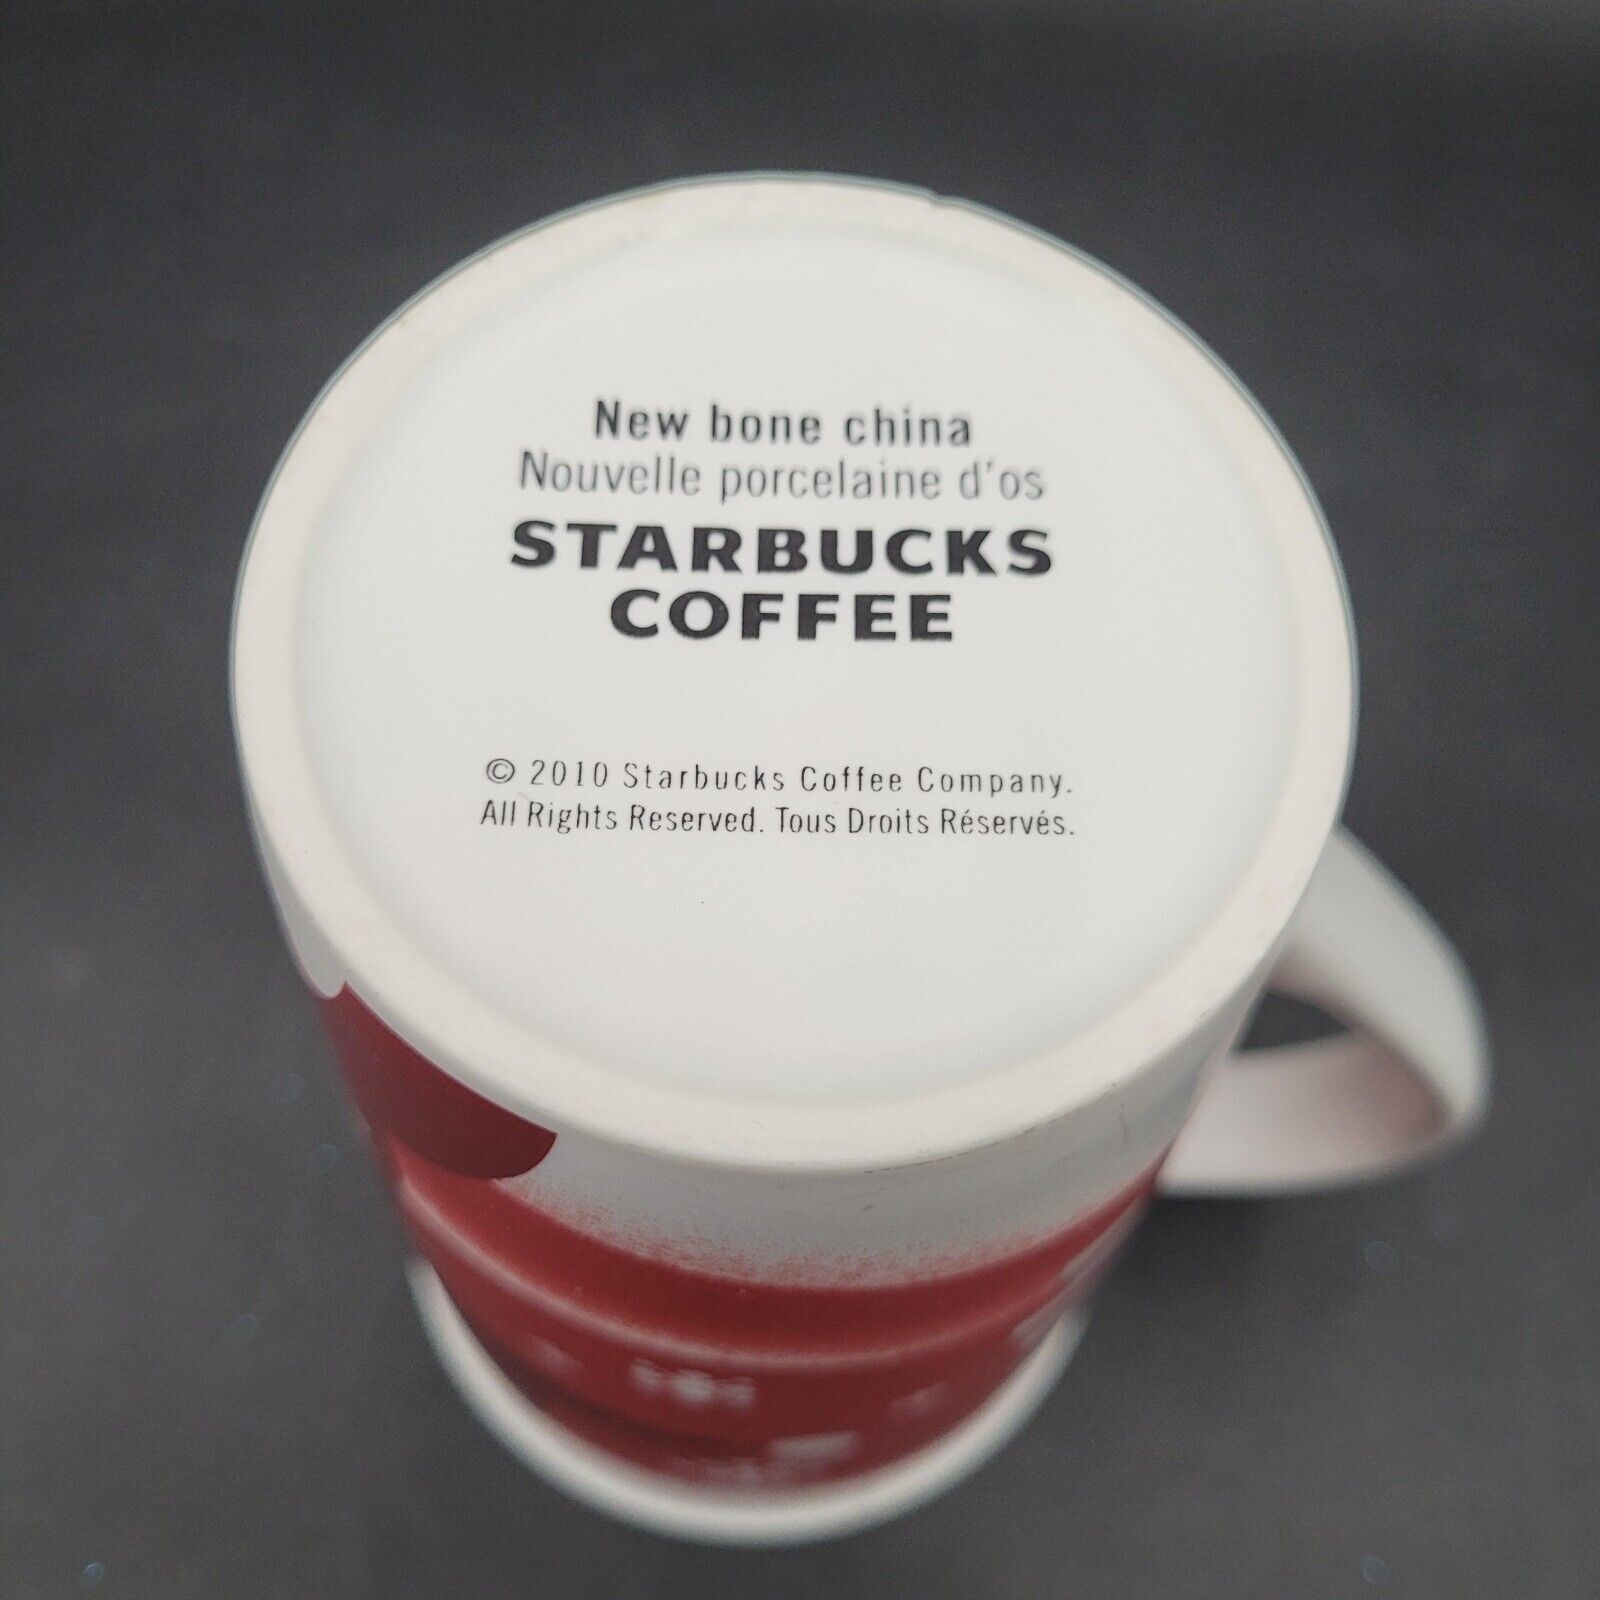 New bone china
Nouvelle porcelaine d'os
STARBUCKS
COFFEE
© 2010 Starbucks Coffee Company.
All Rights Reserved. Tous Droits Réservés.